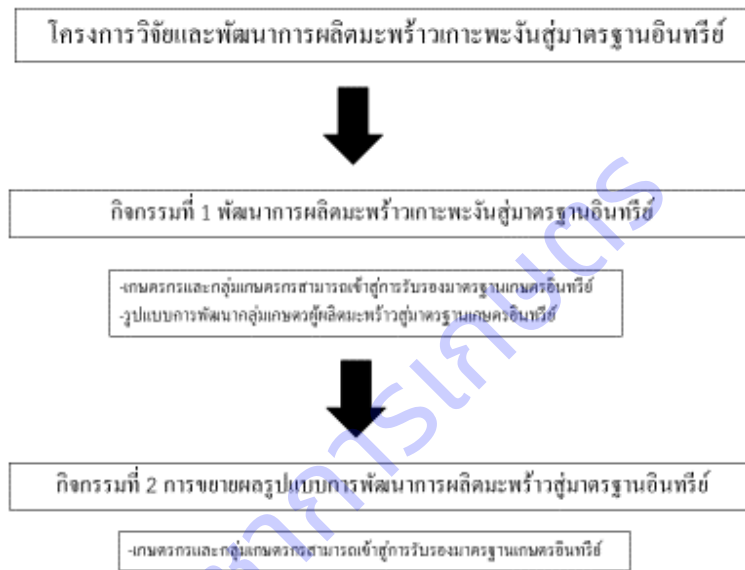 โครงการวิจัยและพัฒนาการผลิตมะพร้าวเกาะพะงันสู่มาตรฐานอินทรีย์
กิจกรรมที่ 1 พัฒนาการผลิตมะพร้าวเกาะพะงันสู่มาตรฐานอินทรีย์
-เกษตรกรและกลุ่มเกษตรกรสามารถเข้าสู่การรับรองมาตรฐานเกษตรอินทรีย์
-รูปแบบการพัฒนากลุ่มเกษตรผู้ผลิตมะพร้าวสู่มาตรฐานเกษตรอินทรีย์
กิจกรรมที่ 2 การขยายผลรูปแบบการพัฒนาการผลิตมะพร้าวสู่มาตรฐานอินทรีย์
-เกษตรกรและกลุ่มเกษตรกรสามารถเข้าสู่การรับรองมาตรฐานเกษตรอินทรีย์
าการเกษตร